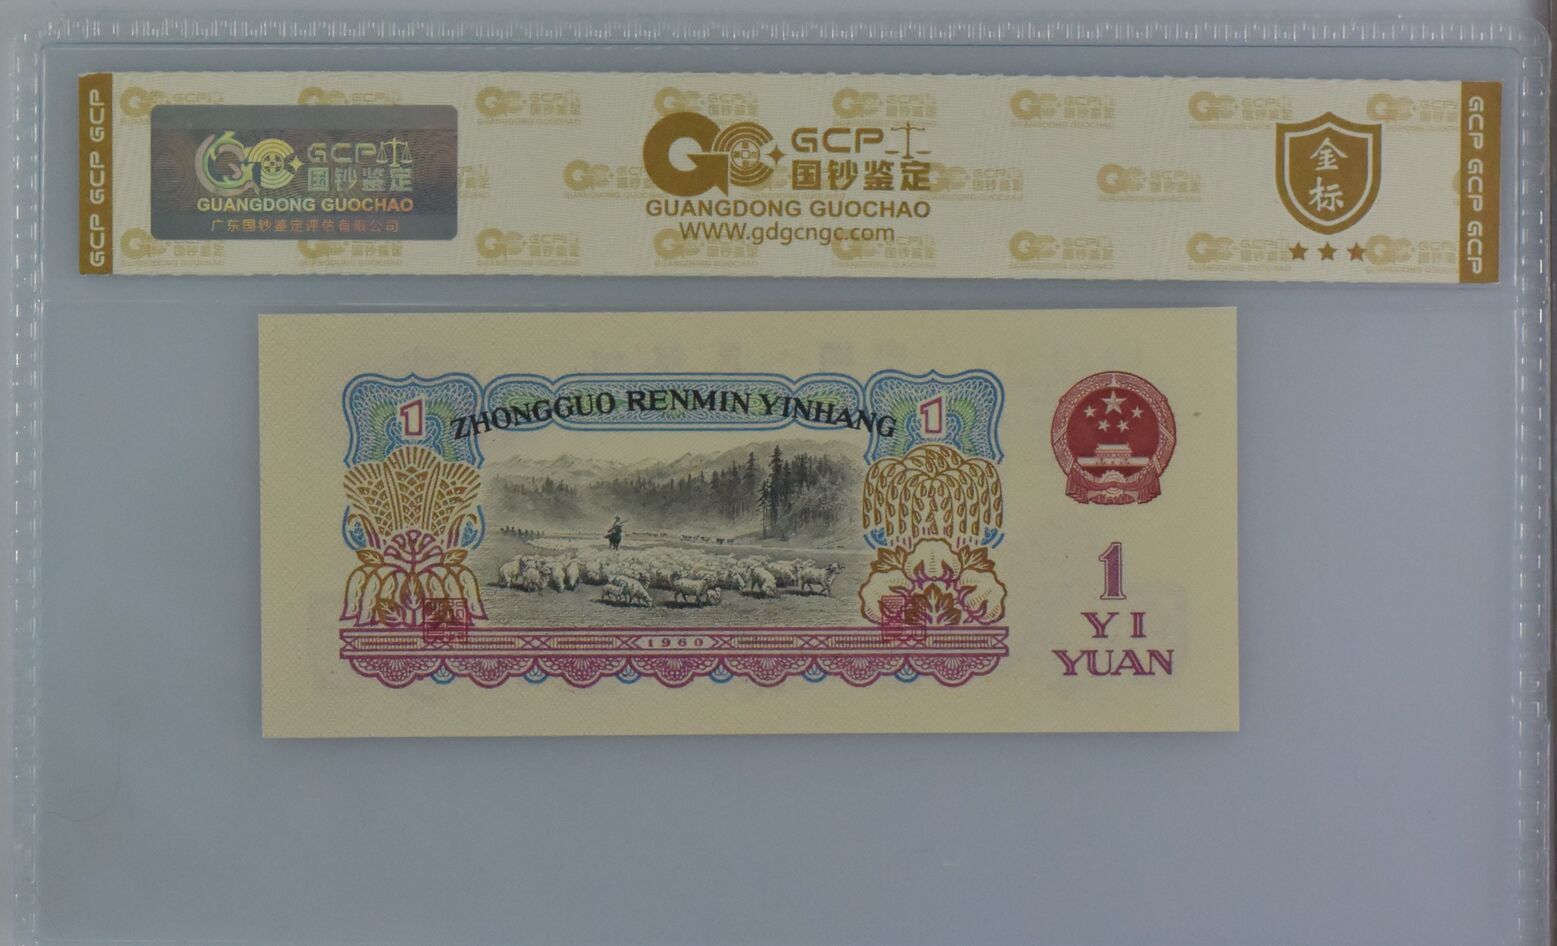 GCP GCP GCP
GCP
国钞鉴定
GUANGDONG GUOCHAO
广东国钞鉴定评估有限公司
GCP
国钞鉴定
GUANGDONG GUOCHAO
WWW.gdgcngc.com
金标
GCP GCP GCP
1 ZHONGGUO RENMIN YINHANG 1
1960
1
YI
YUAN